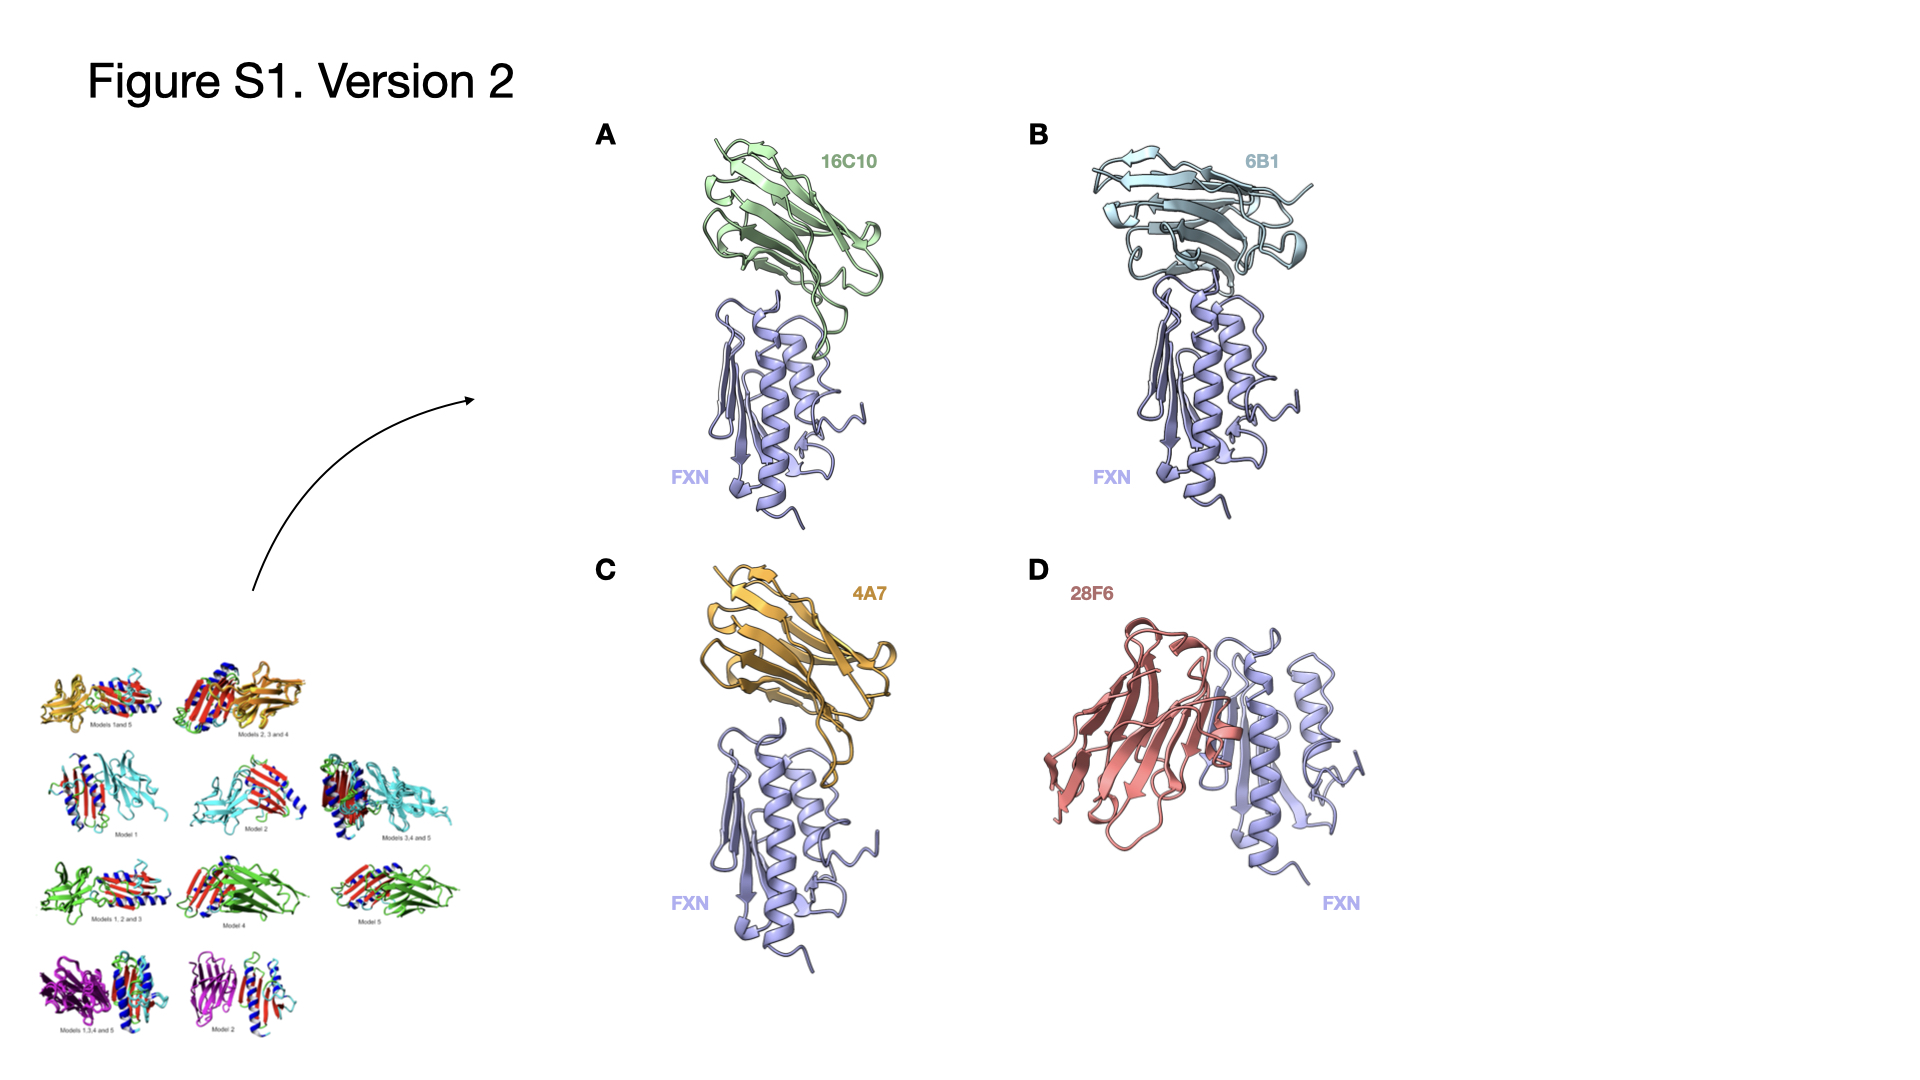 Figure S1. Version 2
A
16C10
FXN
B
6B1
FXN
C
4A7
FXN
D
28F6
FXN
Models 1and 5
Models 2, 3 and 4
Model 1
Model 2
Models 3,4 and 5
Models 1, 2 and 3
Model 4
Model 5
Models 1,3,4 and 5
Model 2